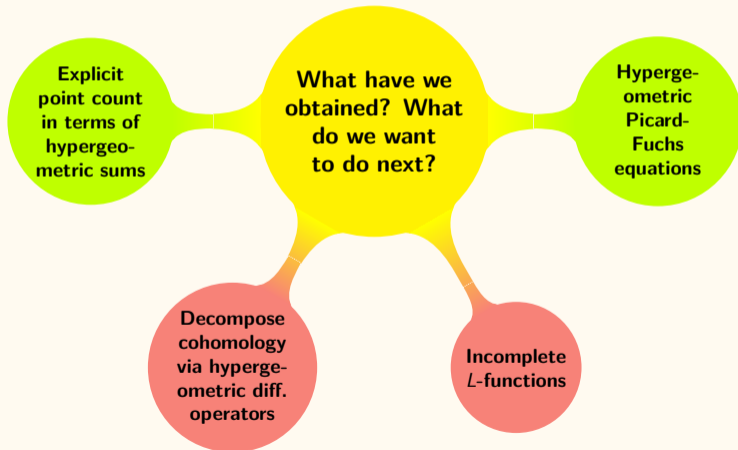 What have we
obtained? What
do we want
to do next?
Explicit
point count
in terms of
hypergeo-
metric sums
Hyperge-
ometric
Picard-
Fuchs
equations
Decompose
cohomology
via hyperge-
ometric diff.
operators
Incomplete
L-functions